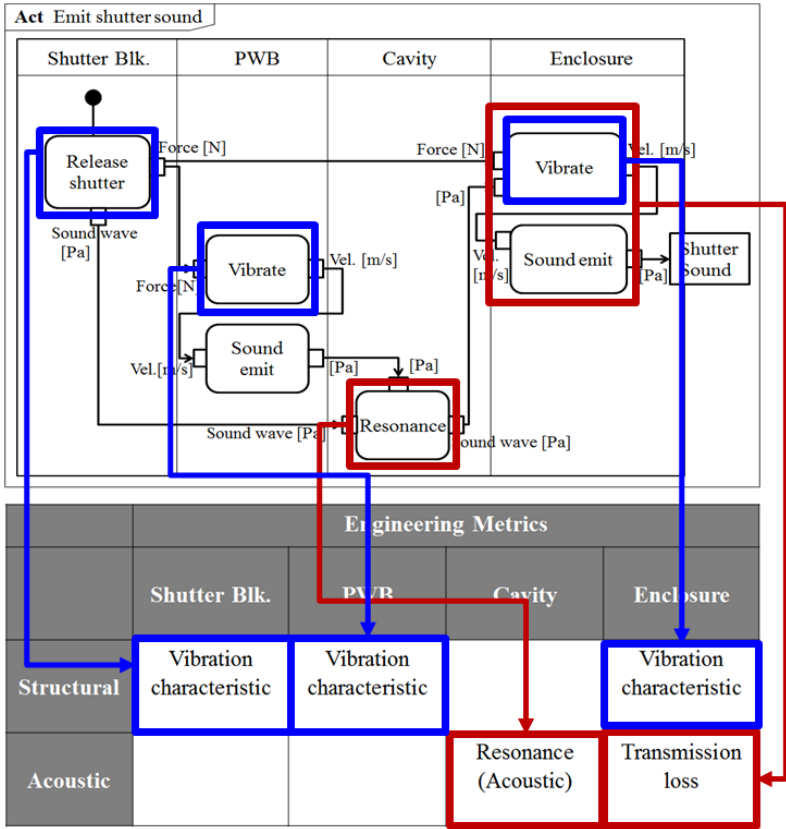 Act Emit shutter sound
Shutter Blk.
PWB
Cavity
Enclosure
Release
shutter
Force [N]
Force [N]
Vibrate
Vel. [m/s]
[Pa]
Sound wave
[Pa]
Vibrate
Vel. [m/s]
Force[N]
Vel.
[m/s]
Sound emit
[Pa]
Shutter
Sound
Sound
emit
Vel.[m/s]
[Pa]
[Pa]
Resonance
Sound wave [Pa]
Sound wave [Pa]
Engineering Metrics
Shutter Blk.
PWB
Cavity
Enclosure
Structural
Vibration
characteristic
Vibration
characteristic
Vibration
characteristic
Acoustic
Resonance
(Acoustic)
Transmission
loss